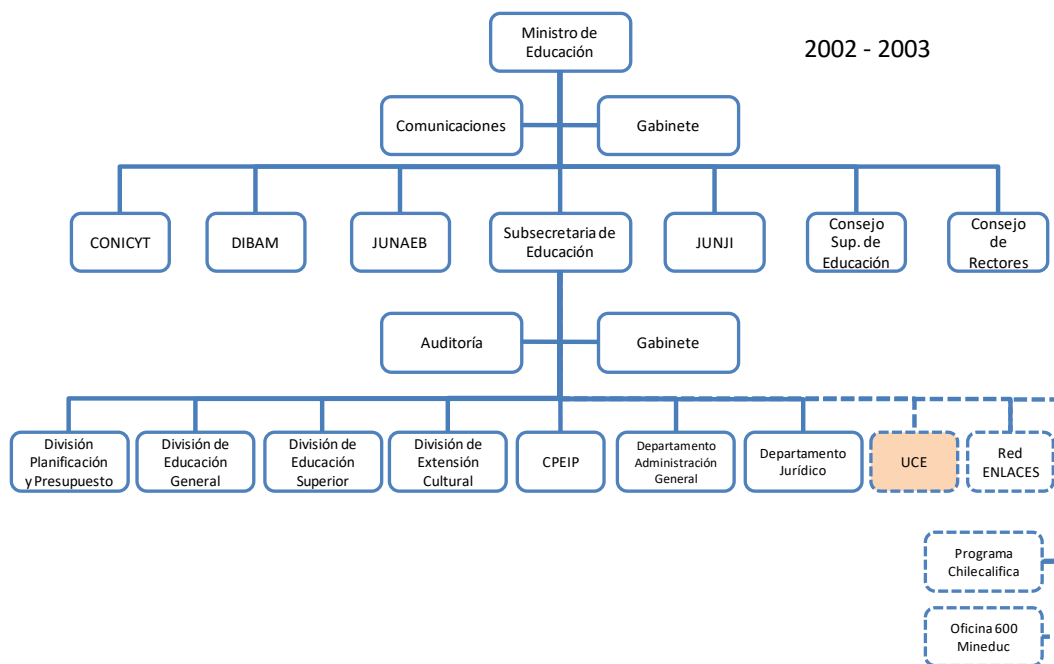 Ministro de
Educación
2002 - 2003
Comunicaciones
Gabinete
CONICYT
DIBAM
JUNAEB
Subsecretaria de
Educación
JUNJI
Consejo
Sup. de
Educación
Consejo
de
Rectores
Auditoría
Gabinete
División
Planificación
y Presupuesto
División de
Educación
General
División de
Educación
Superior
División de
Extensión
Cultural
CPEIP
Departamento
Administración
General
Departamento
Jurídico
UCE
Red
ENLACES
Programa
Chilecalifica
Oficina 600
Mineduc